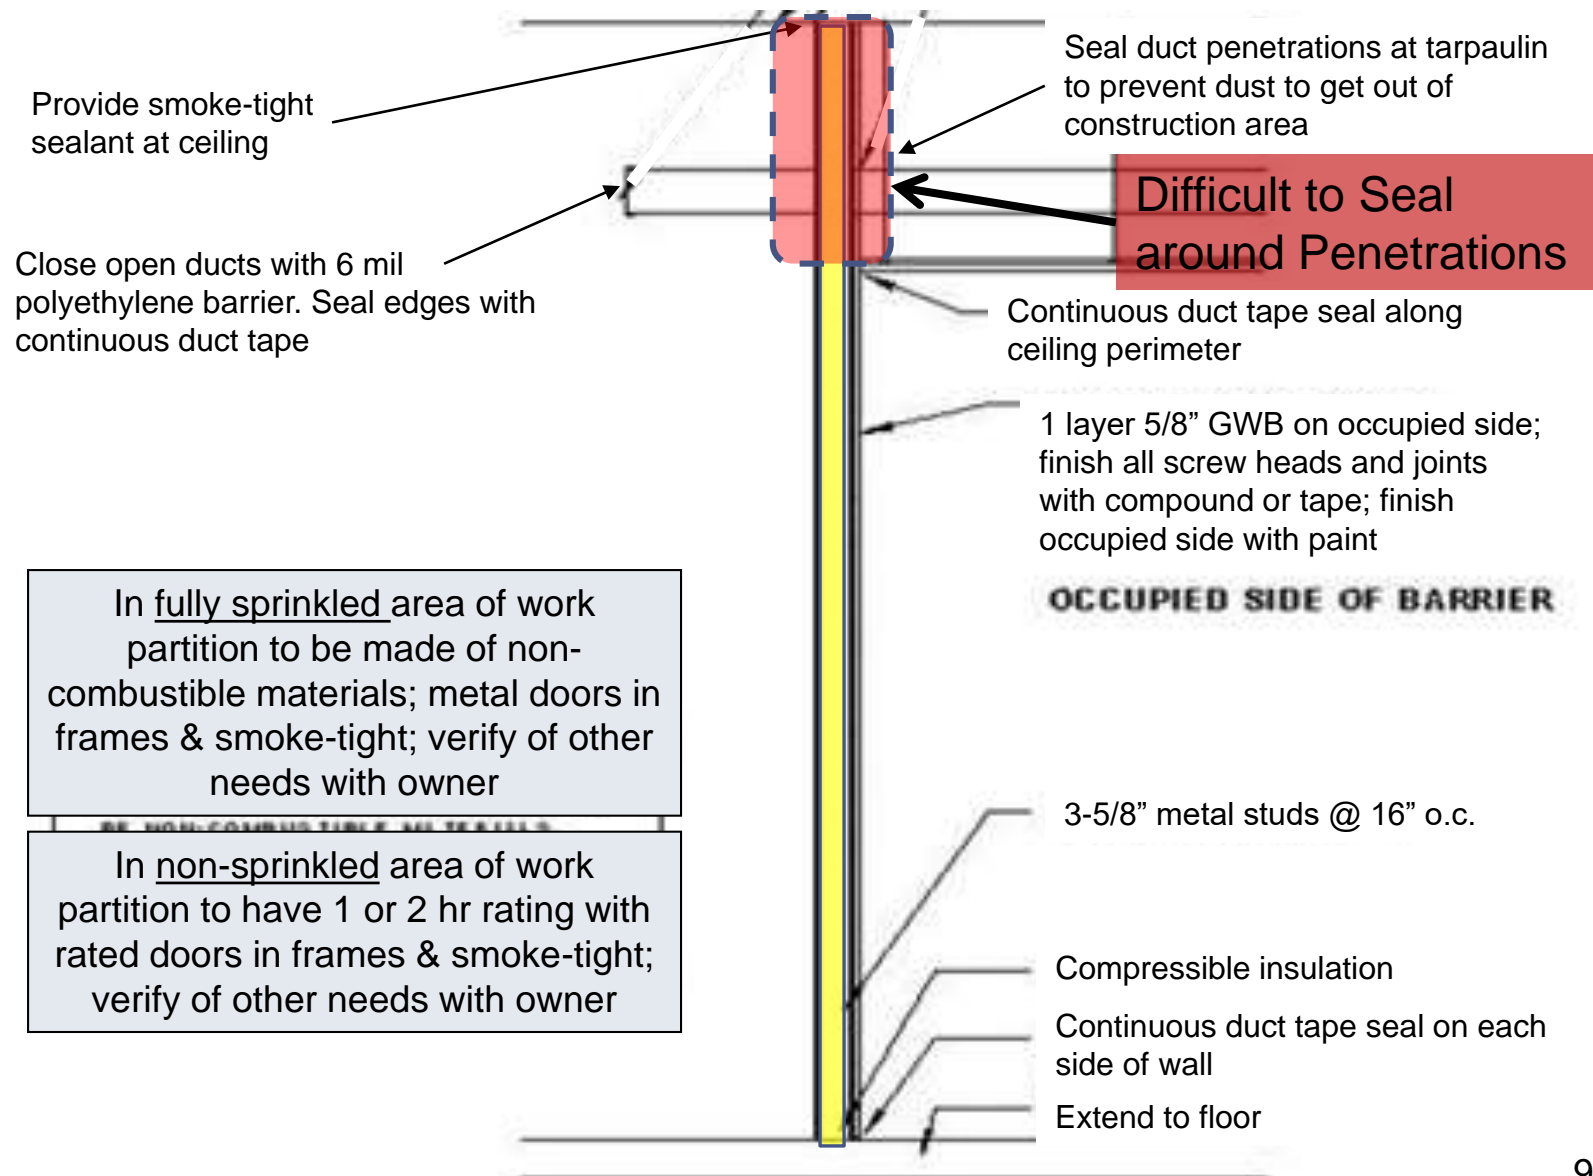 Provide smoke-tight
sealant at ceiling
Seal duct penetrations at tarpaulin
to prevent dust to get out of
construction area
Difficult to Seal
around Penetrations
Close open ducts with 6 mil
polyethylene barrier. Seal edges with
continuous duct tape
Continuous duct tape seal along
ceiling perimeter
1 layer 5/8” GWB on occupied side;
finish all screw heads and joints
with compound or tape; finish
occupied side with paint
OCCUPIED SIDE OF BARRIER
In fully sprinkled area of work
partition to be made of non-
combustible materials; metal doors in
frames & smoke-tight; verify of other
needs with owner
BE NON-COMBUSTIBLE MATERIALS
In non-sprinkled area of work
partition to have 1 or 2 hr rating with
rated doors in frames & smoke-tight;
verify of other needs with owner
3-5/8” metal studs @ 16” o.c.
Compressible insulation
Continuous duct tape seal on each
side of wall
Extend to floor
9